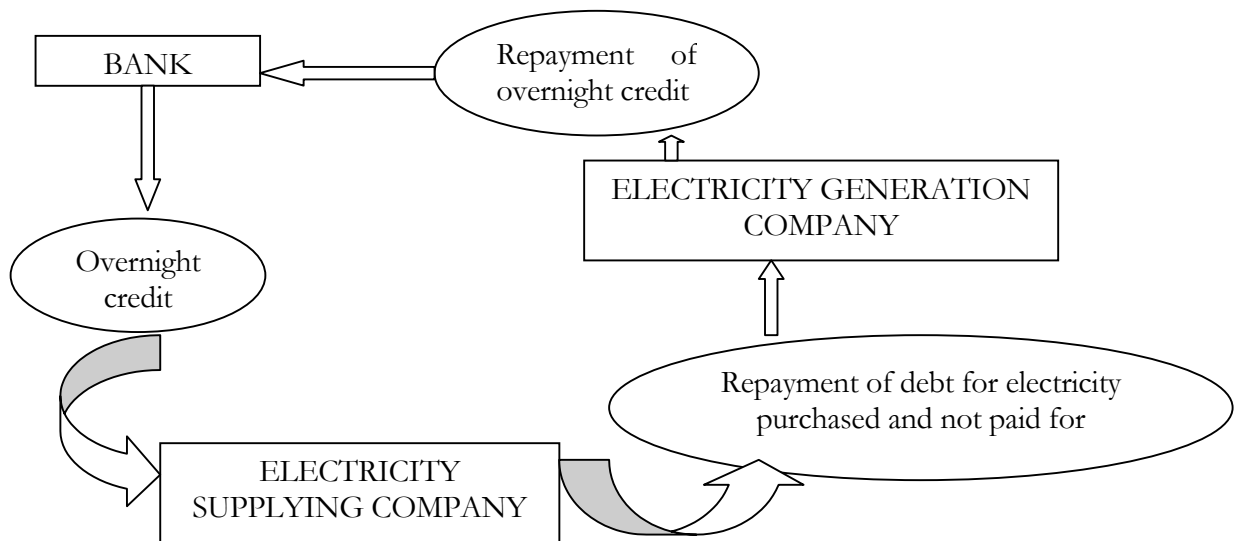 BANK
Repayment of
overnight credit
ELECTRICITY GENERATION
COMPANY
Overnight
credit
Repayment of debt for electricity
purchased and not paid for
ELECTRICITY
SUPPLYING COMPANY